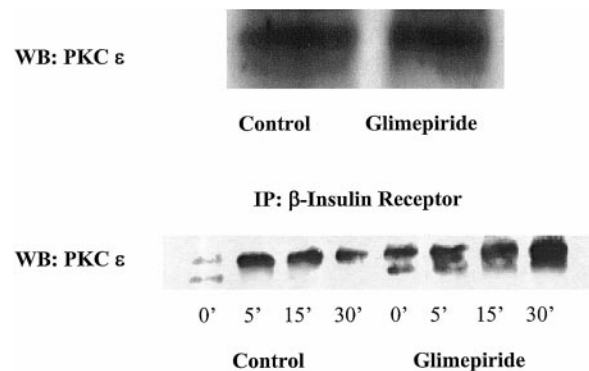 WB: PKC ε
Control Glimepiride
IP: β-Insulin Receptor
WB: PKC ε
0’ 5’ 15’ 30’ 0’ 5’ 15’ 30’
Control Glimepiride